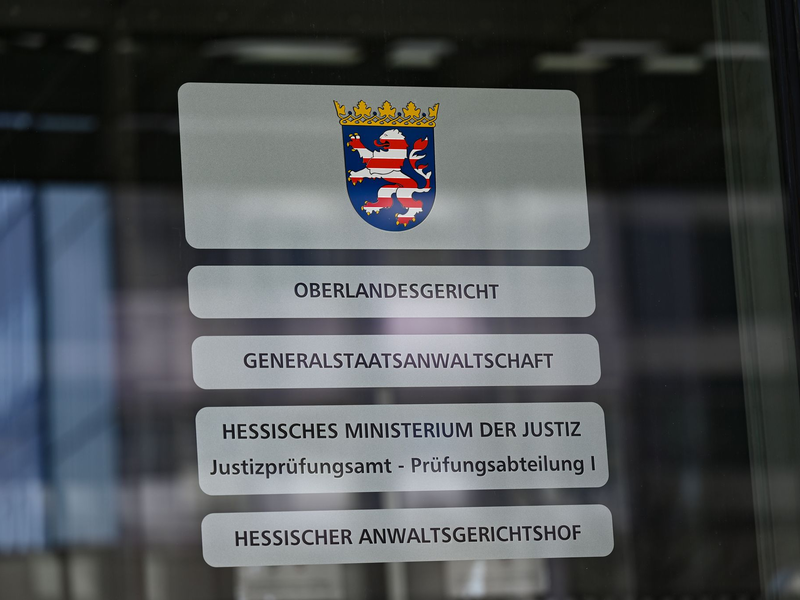 OBERLANDESGERICHT
GENERALSTAATSANWALTSCHAFT
HESSISCHES MINISTERIUM DER JUSTIZ
Justizprüfungsamt - Prüfungsabteilung I
HESSISCHER ANWALTSGERICHTSHOF